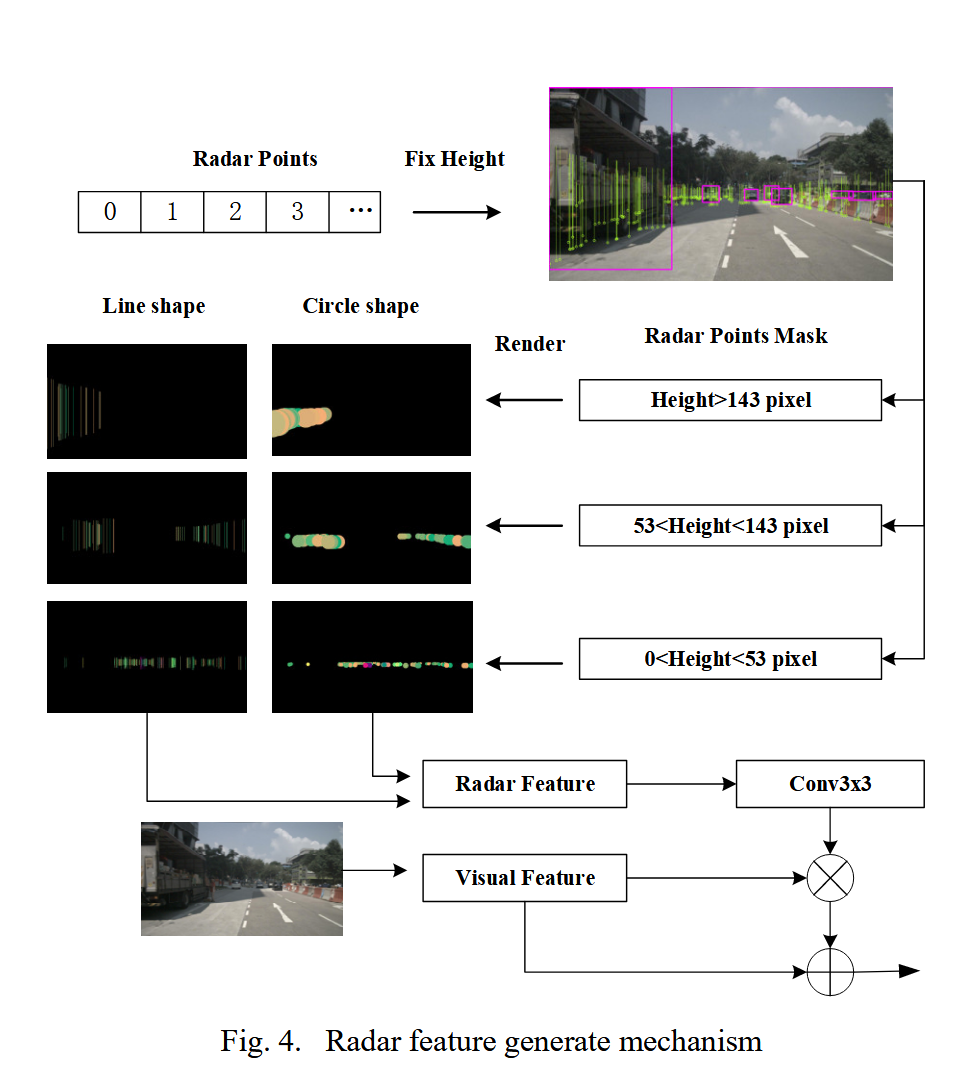 Radar Points
Fix Height
0 1 2 3 ···
Line shape
Circle shape
Render
Radar Points Mask
Height>143 pixel
53<Height<143 pixel
0<Height<53 pixel
Radar Feature
Conv3x3
Visual Feature
Fig. 4. Radar feature generate mechanism